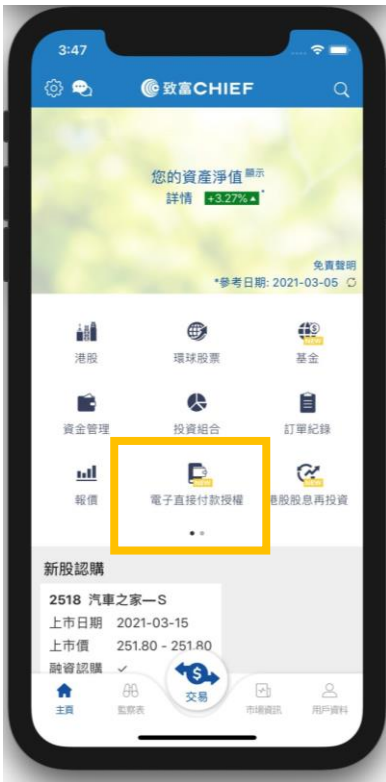 3:47
致富CHIEF
您的資產淨值 顯示
詳情 +3.27%▲*
免責聲明
*參考日期: 2021-03-05
港股
環球股票
NEW
基金
資金管理
投資組合
訂單紀錄
報價
NEW
電子直接付款授權
NEW
港股股息再投資
新股認購
2518 汽車之家—S
上市日期 2021-03-15
上市價 251.80 - 251.80
融資認購 ✓
主頁
監察表
交易
市場資訊
用戶資料